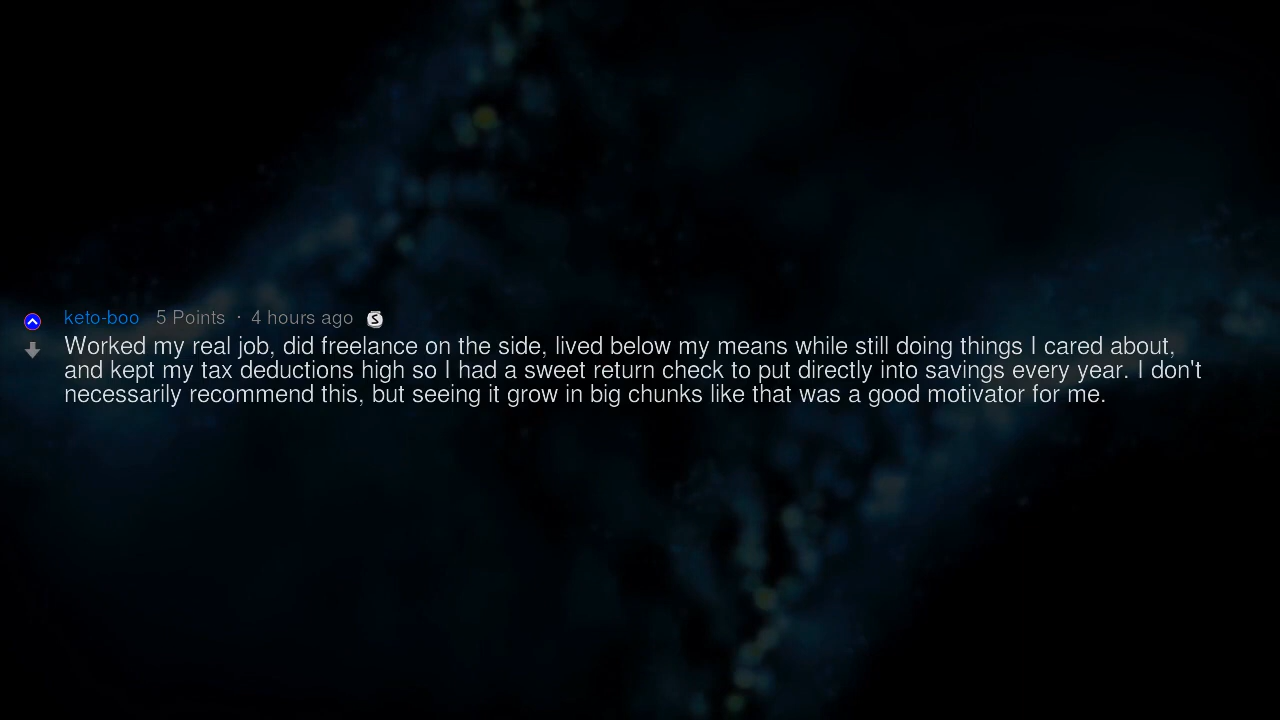 keto-boo 5 Points · 4 hours ago S
Worked my real job, did freelance on the side, lived below my means while still doing things I cared about,
and kept my tax deductions high so I had a sweet return check to put directly into savings every year. I don't
necessarily recommend this, but seeing it grow in big chunks like that was a good motivator for me.